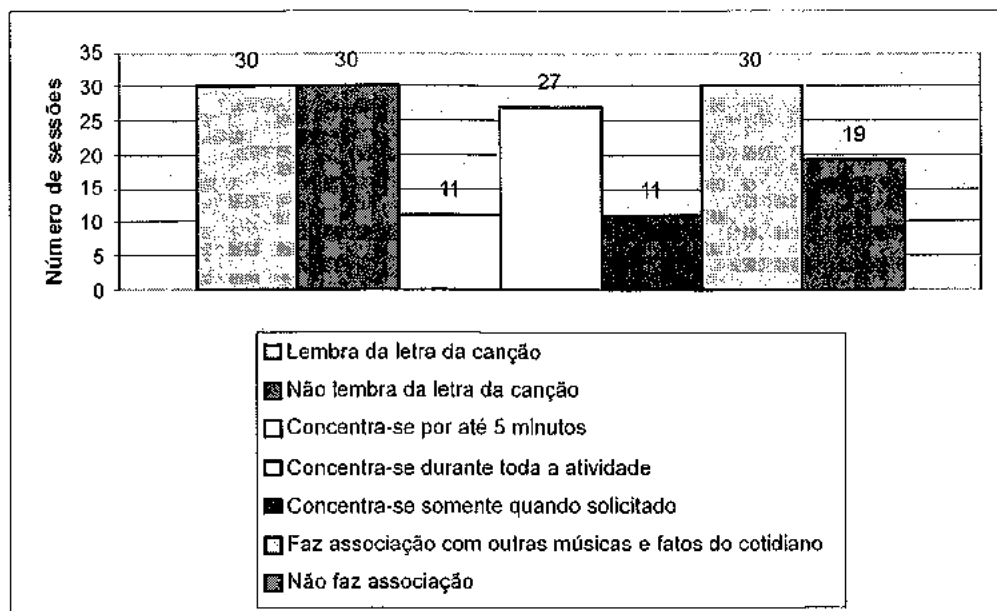 35
30
25
20
15
10
5
0
Número de sessões
30
30
11
27
11
30
19
Lembra da letra da canção
Não lembra da letra da canção
Concentra-se por até 5 minutos
Concentra-se durante toda a atividade
Concentra-se somente quando solicitado
Faz associação com outras músicas e fatos do cotidiano
Não faz associação